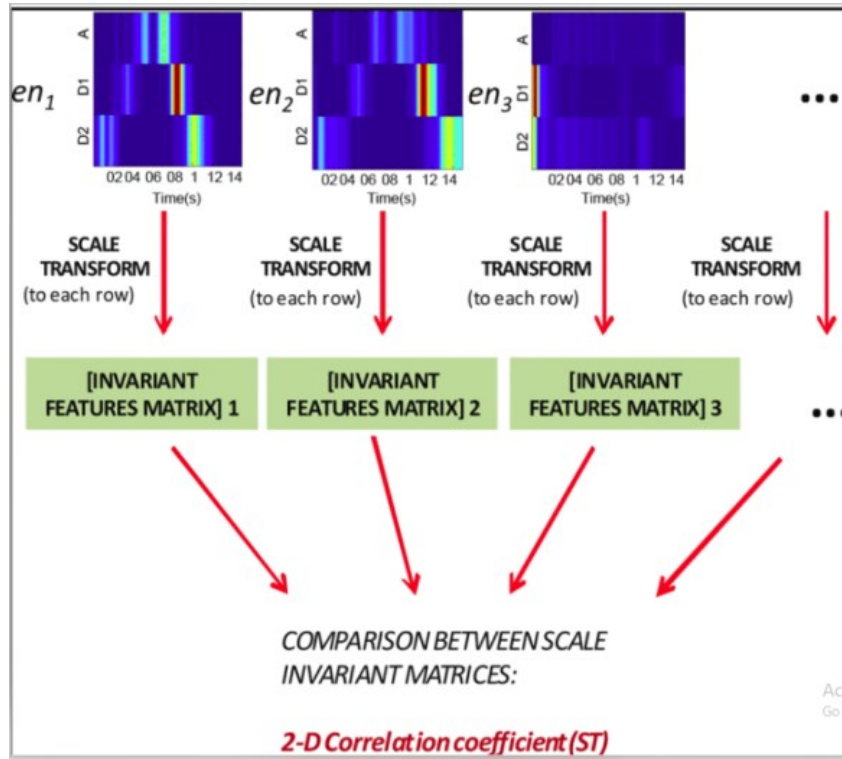 A A A
en1 D1 en2 D1 en3 D1 ...
D2 D2 D2
02 04 06 08 1 12 14 02 04 06 08 1 12 14 02 04 06 08 1 12 14
Time(s) Time(s) Time(s)
SCALE SCALE SCALE SCALE
TRANSFORM TRANSFORM TRANSFORM TRANSFORM
(to each row) (to each row) (to each row) (to each row)
[INVARIANT [INVARIANT [INVARIANT
FEATURES MATRIX] 1 FEATURES MATRIX] 2 FEATURES MATRIX] 3 ...
COMPARISON BETWEEN SCALE
INVARIANT MATRICES:
Ac
Go
2-D Correlation coefficient (ST)